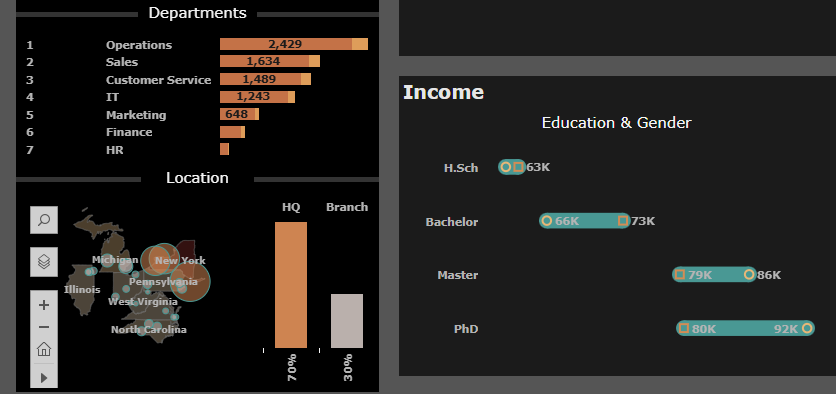 Departments
1 Operations 2,429
2 Sales 1,634
3 Customer Service 1,489
4 IT 1,243
5 Marketing 648
6 Finance
7 HR
Location
HQ Branch
Michigan
New York
Pennsylvania
Illinois
West Virginia
North Carolina
70% 30%
Income
Education & Gender
H.Sch 63K
Bachelor 66K 73K
Master 79K 86K
PhD 80K 92K